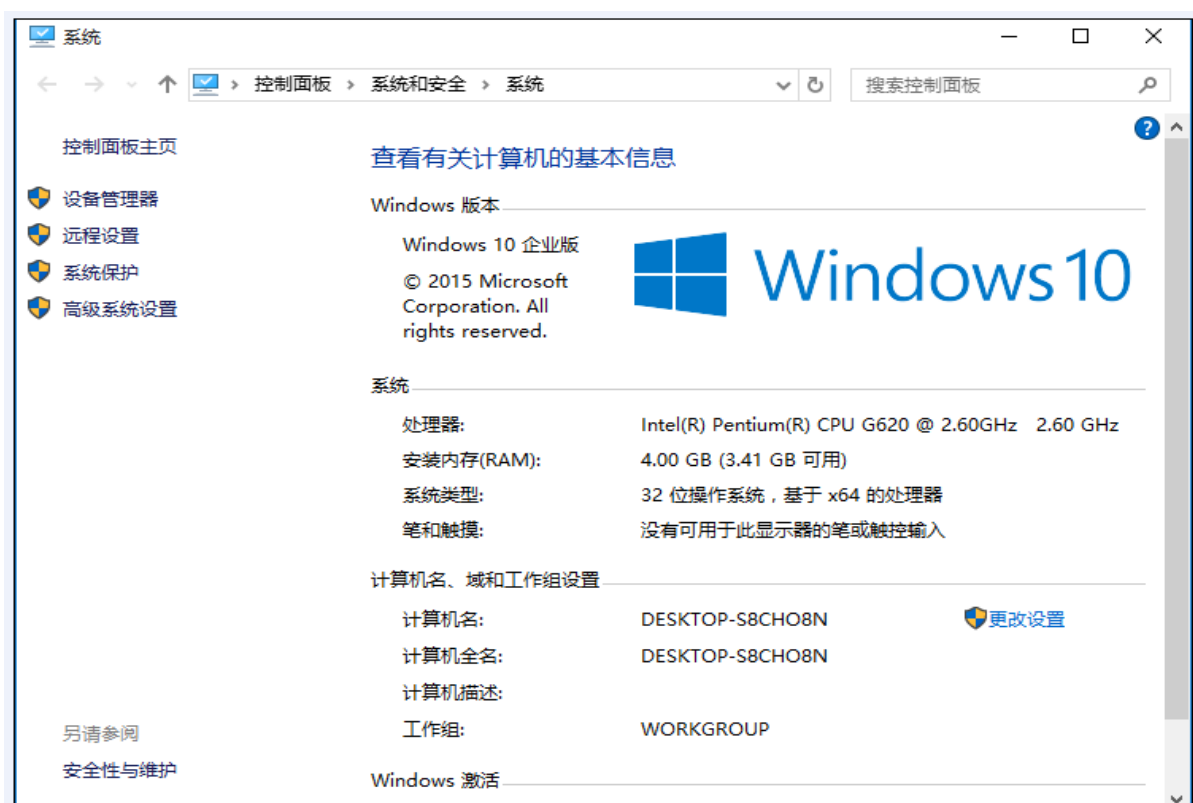 系统
控制面板 › 系统和安全 › 系统
搜索控制面板
控制面板主页
设备管理器
远程设置
系统保护
高级系统设置
另请参阅
安全性与维护
?
查看有关计算机的基本信息
Windows 版本
Windows 10 企业版
© 2015 Microsoft
Corporation. All
rights reserved.
Windows 10
系统
处理器: Intel(R) Pentium(R) CPU G620 @ 2.60GHz 2.60 GHz
安装内存(RAM): 4.00 GB (3.41 GB 可用)
系统类型: 32 位操作系统，基于 x64 的处理器
笔和触摸: 没有可用于此显示器的笔或触控输入
计算机名、域和工作组设置
计算机名: DESKTOP-S8CHO8N 更改设置
计算机全名: DESKTOP-S8CHO8N
计算机描述:
工作组: WORKGROUP
Windows 激活